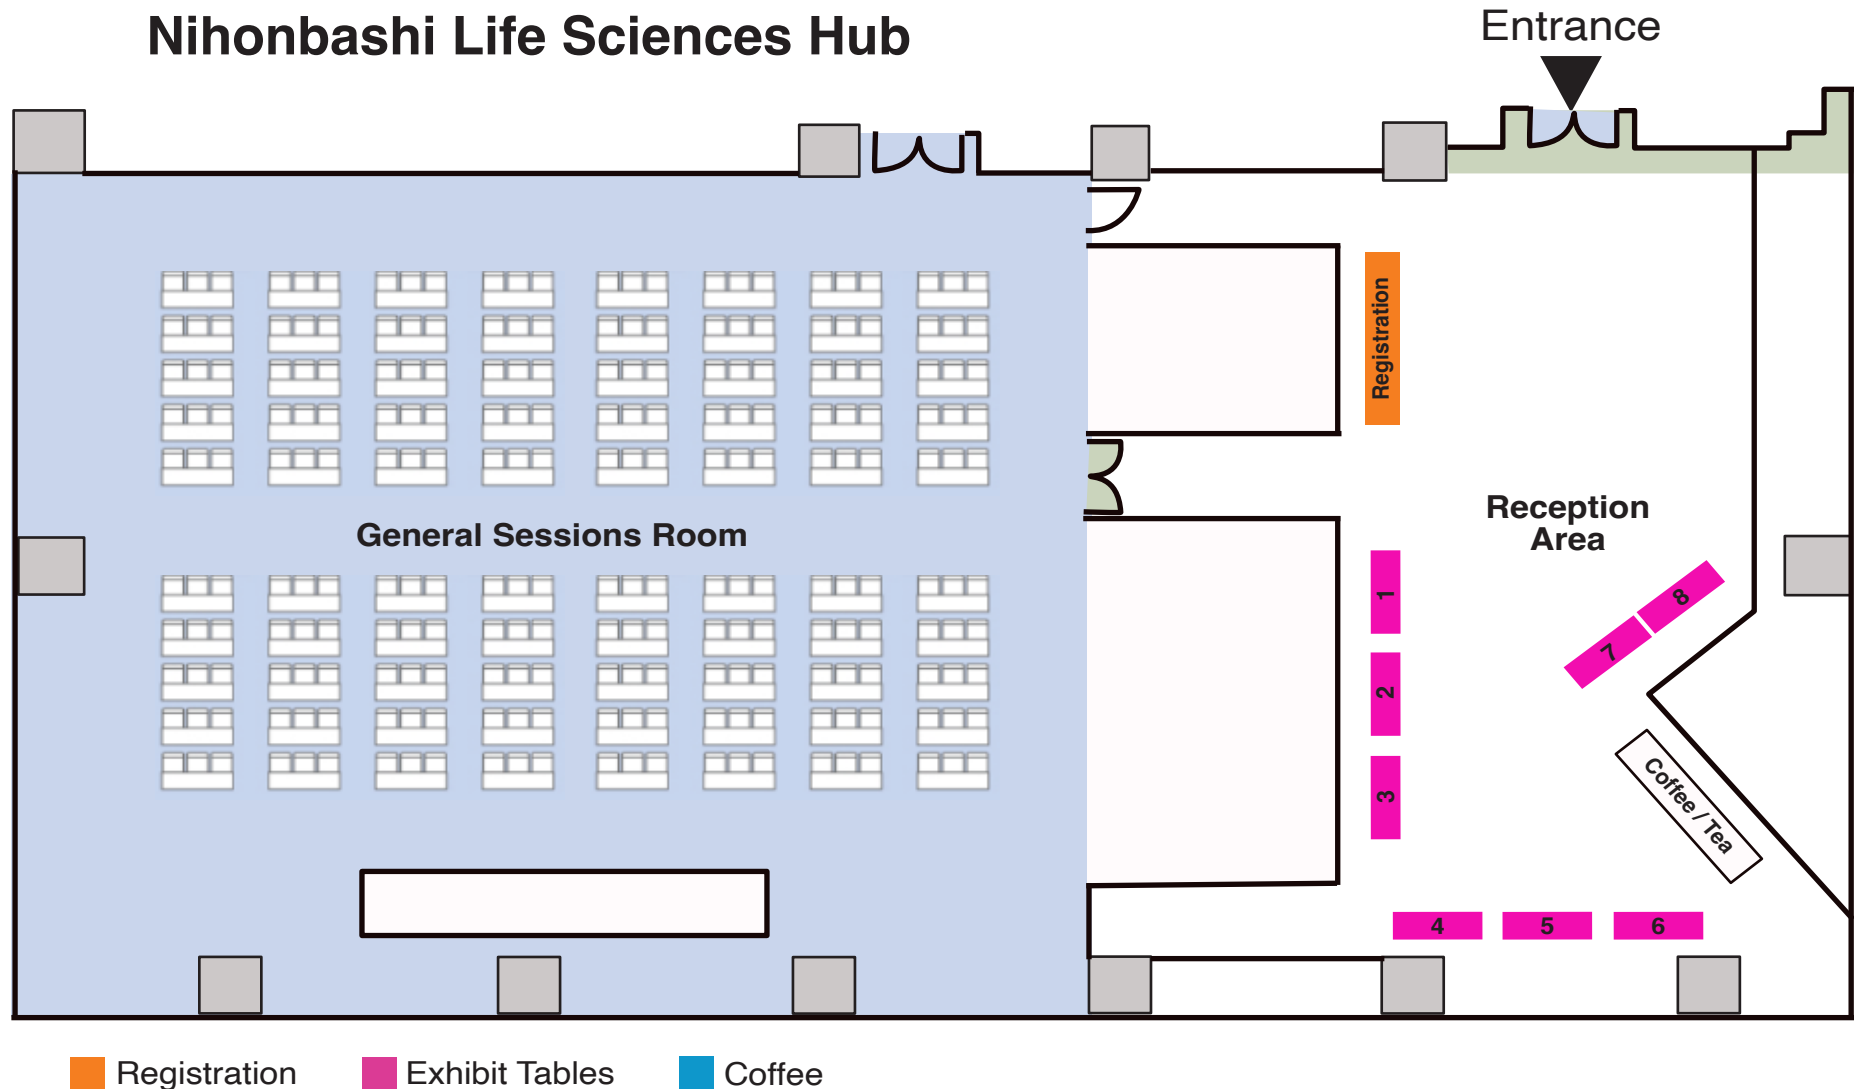 Nihonbashi Life Sciences Hub
Entrance
Registration
General Sessions Room
Reception
Area
1
2
3
8
7
Coffee / Tea
4
5
6
Registration
Exhibit Tables
Coffee